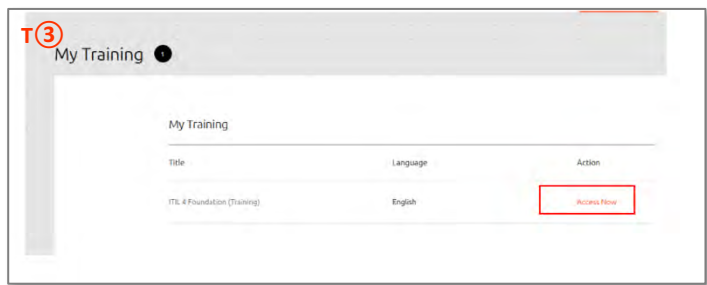 T③
My Training 1
My Training
Title Language Action
ITIL 4 Foundation (Training) English Access Now